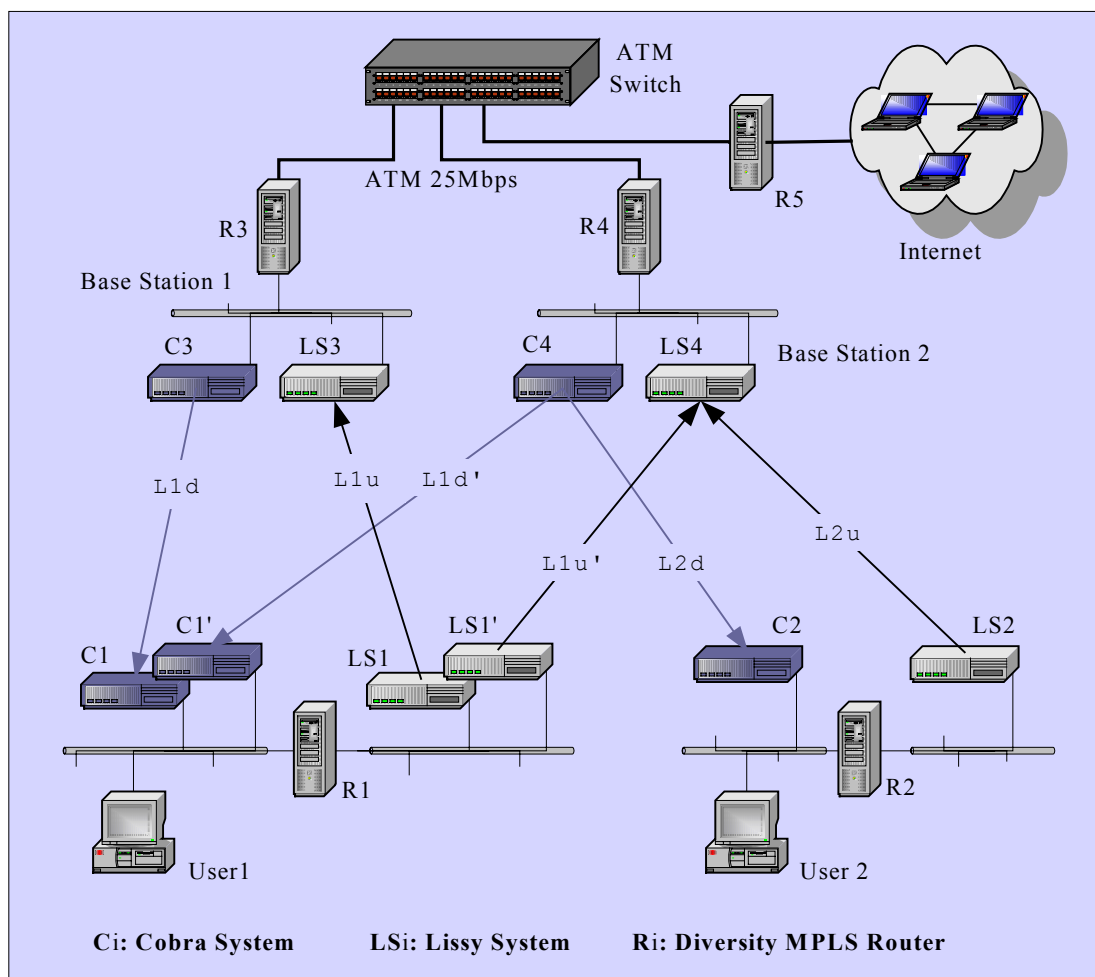 ATM
Switch
ATM 25Mbps
R3
R4
R5
Internet
Base Station 1
C3
LS3
C4
LS4
Base Station 2
L1d
L1u
L1d'
L1u'
L2d
L2u
C1
C1'
LS1
LS1'
C2
LS2
R1
R2
User1
User 2
Ci: Cobra System
LSi: Lissy System
Ri: Diversity MPLS Router